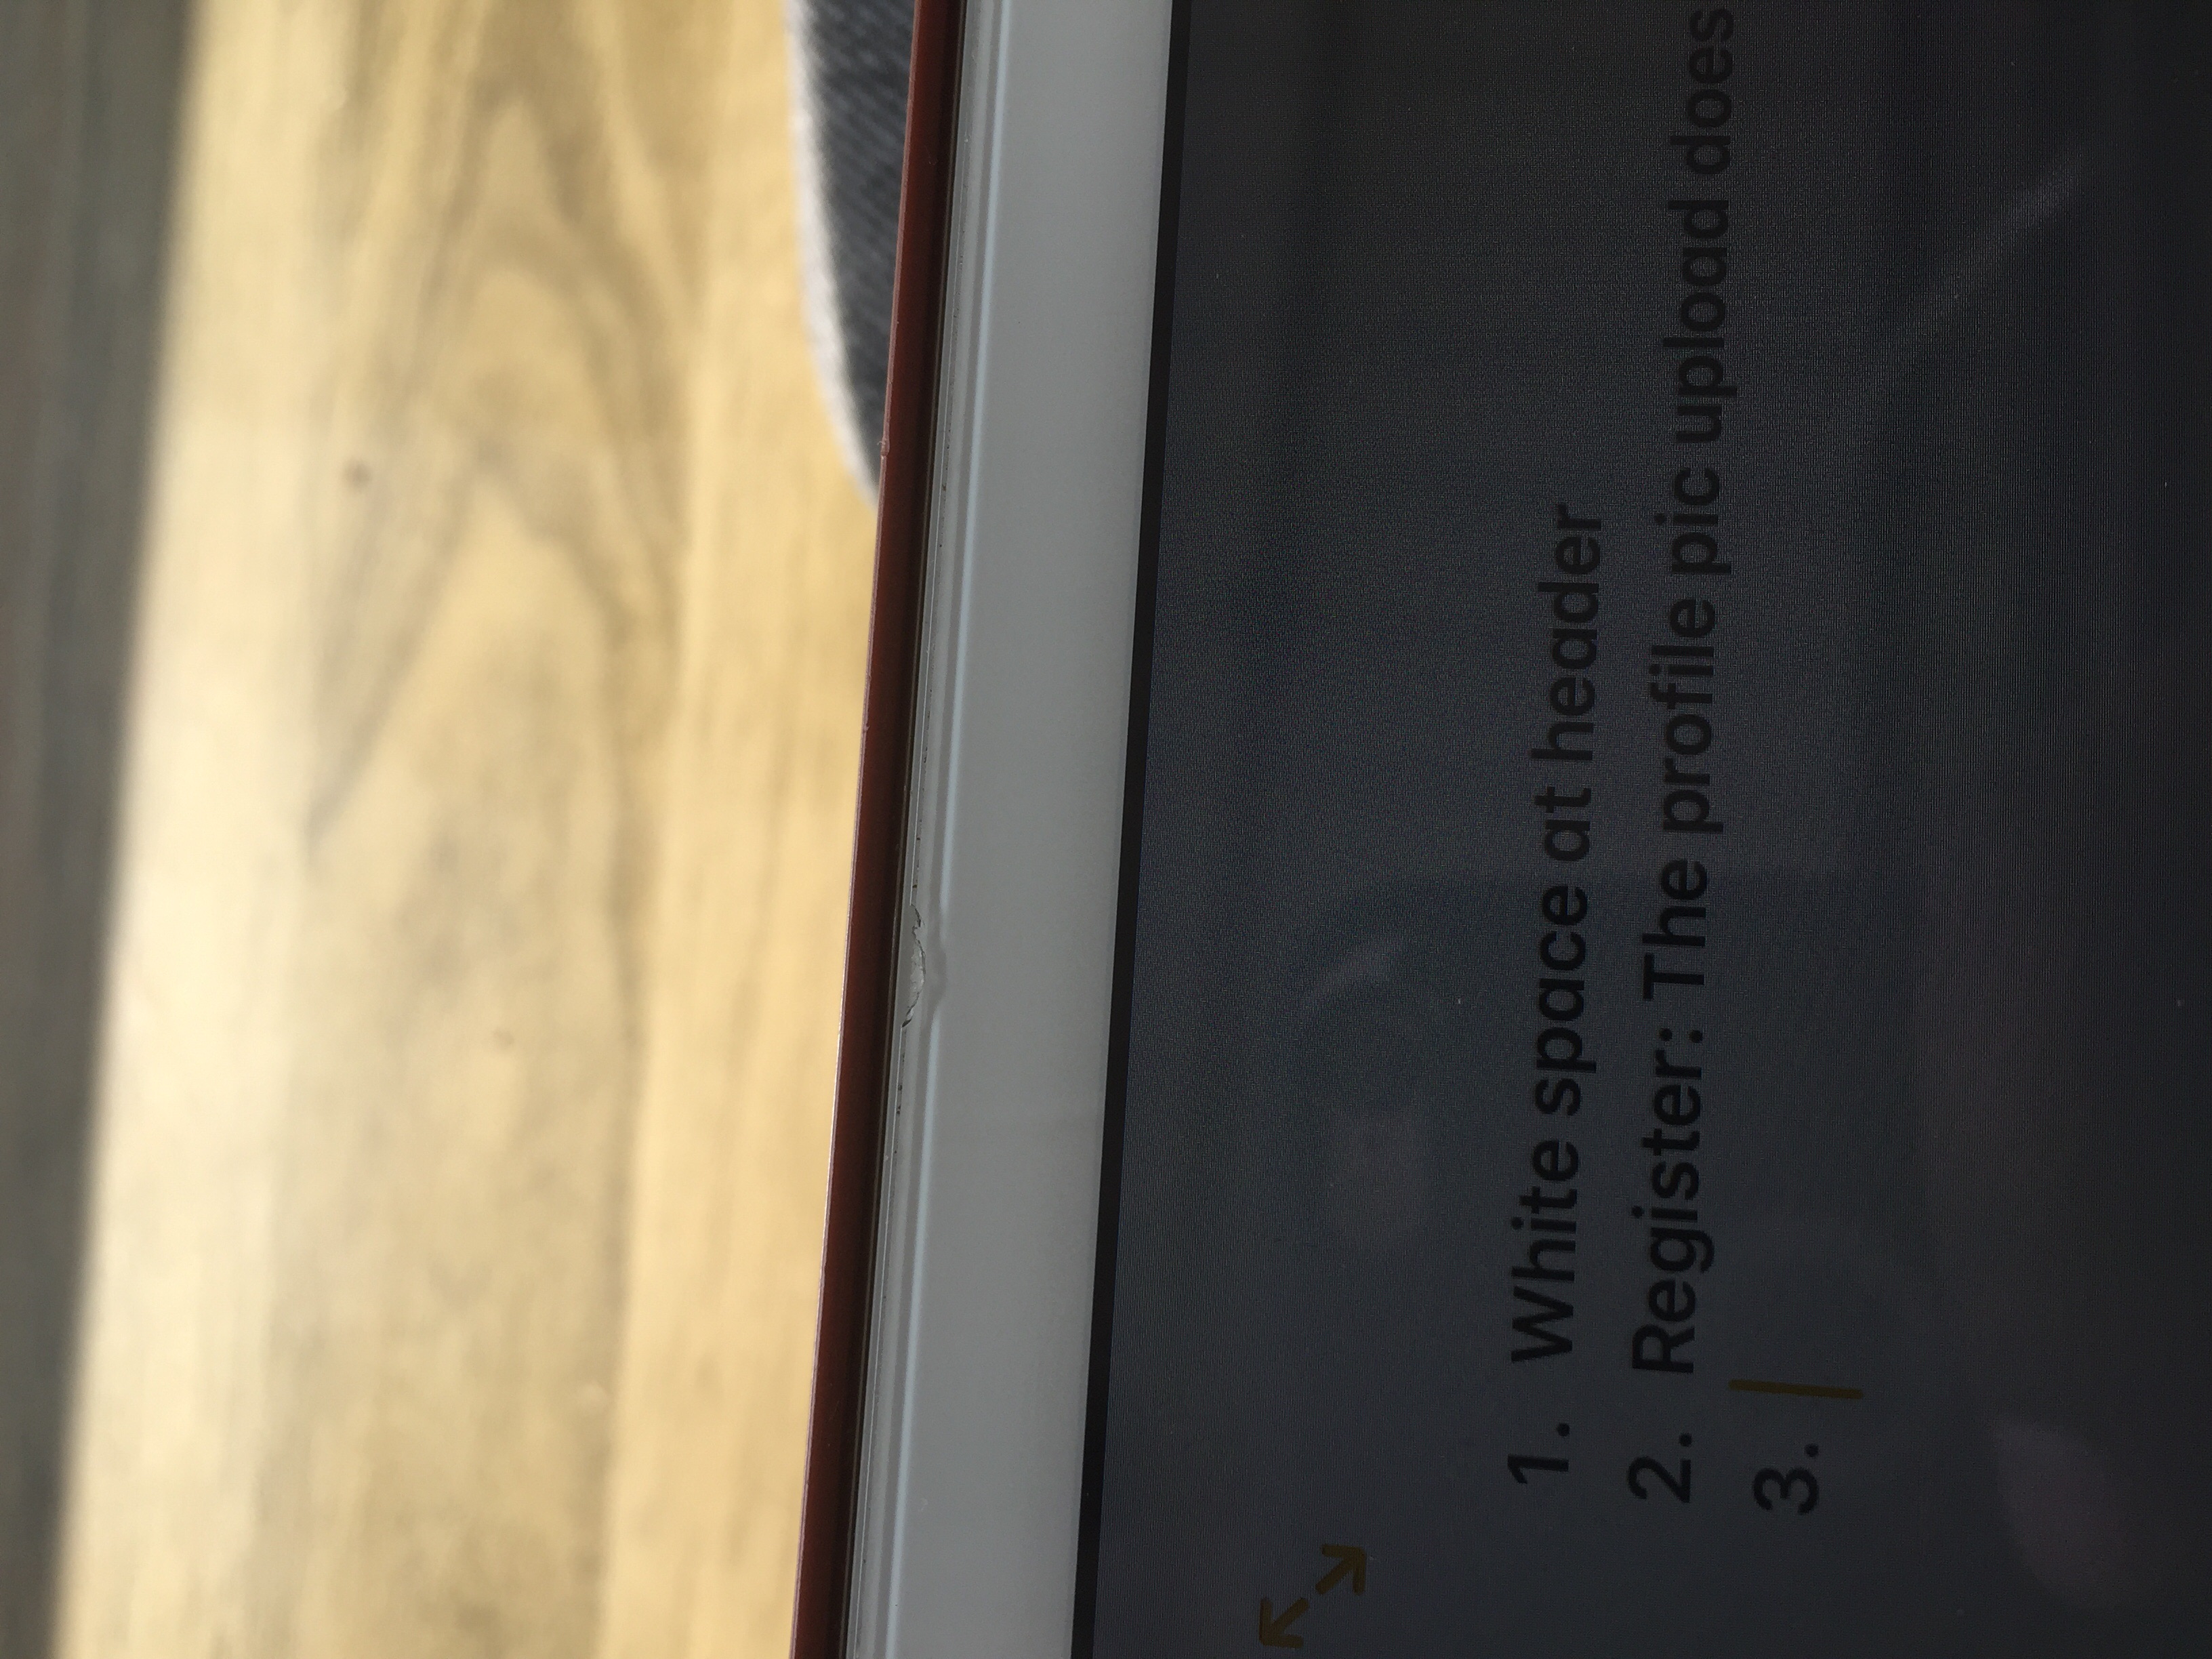 1. White space at header
2. Register: The profile pic upload does
3.